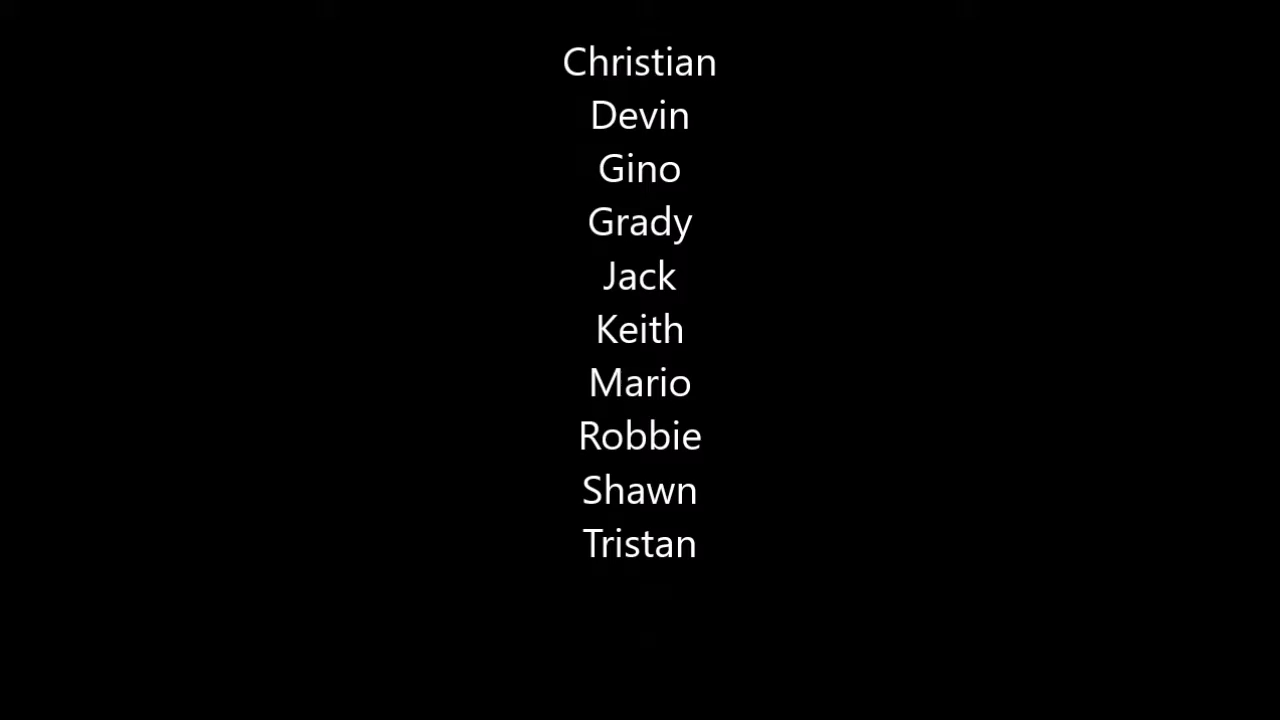 Christian
Devin
Gino
Grady
Jack
Keith
Mario
Robbie
Shawn
Tristan